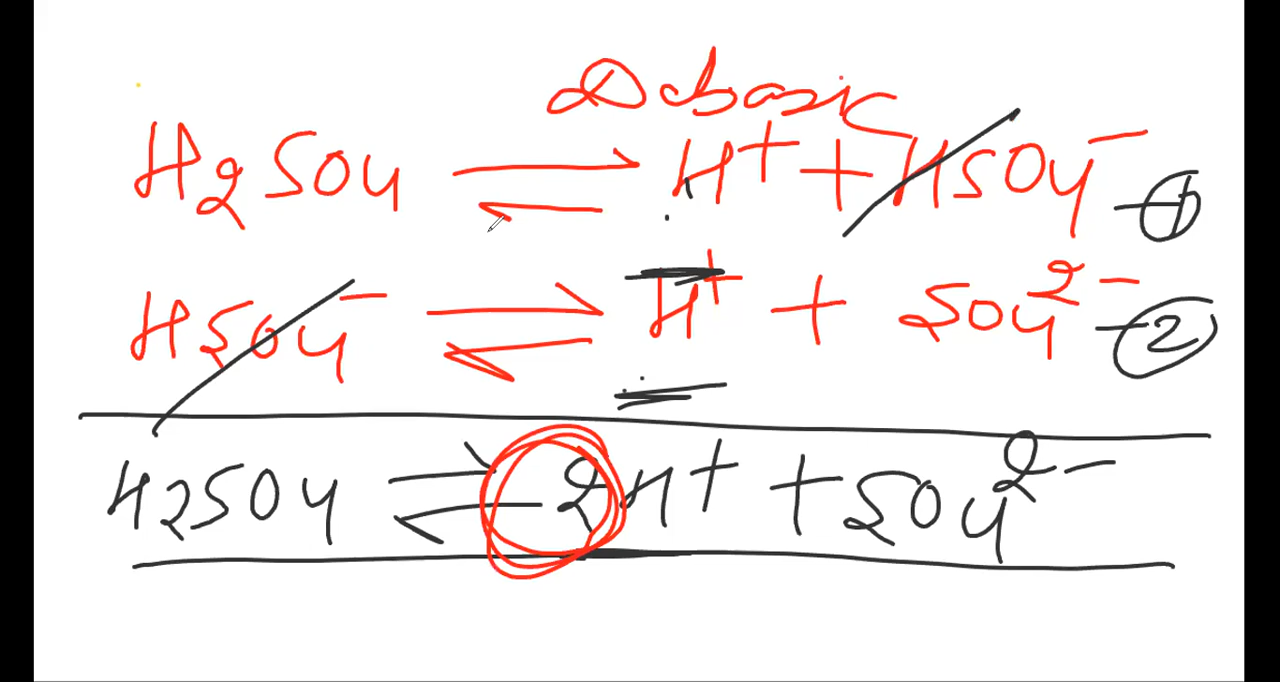 Dibasic
H2SO4 ⇌ H+ + HSO4- -①
HSO4- ⇌ H+ + SO4 2- -②
H2SO4 ⇌ 2H+ + SO4 2-